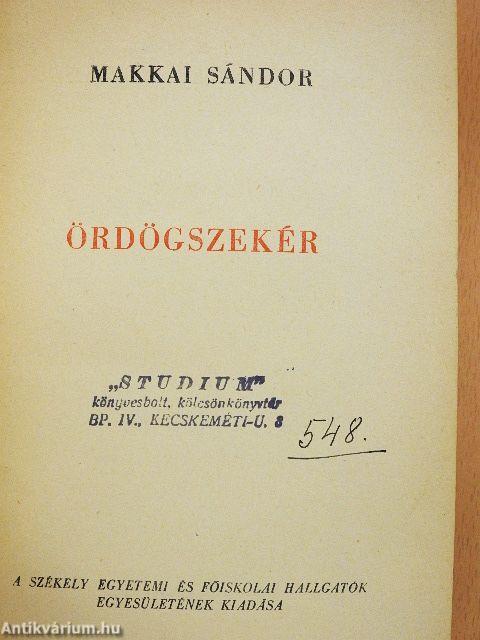 MAKKAI SÁNDOR
ÖRDÖGSZEKÉR
„STUDIUM”
könyvesbolt, kölcsönkönyvtár
BP. IV., KECSKEMÉTI-U. 8
548.
A SZÉKELY EGYETEMI ÉS FŐISKOLAI HALLGATÓK
EGYESÜLETÉNEK KIADÁSA
Antikvárium.hu